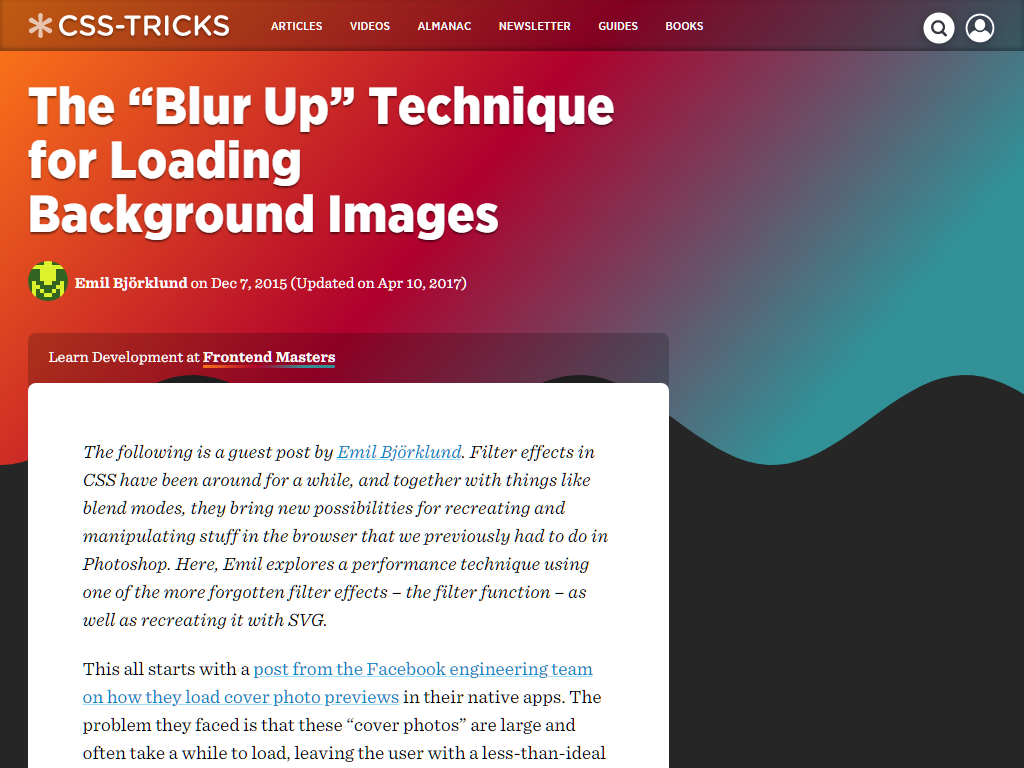 CSS-TRICKS
ARTICLES VIDEOS ALMANAC NEWSLETTER GUIDES BOOKS
The “Blur Up” Technique
for Loading
Background Images
Emil Björklund on Dec 7, 2015 (Updated on Apr 10, 2017)
Learn Development at Frontend Masters
The following is a guest post by Emil Björklund. Filter effects in
CSS have been around for a while, and together with things like
blend modes, they bring new possibilities for recreating and
manipulating stuff in the browser that we previously had to do in
Photoshop. Here, Emil explores a performance technique using
one of the more forgotten filter effects – the filter function – as
well as recreating it with SVG.
This all starts with a post from the Facebook engineering team
on how they load cover photo previews in their native apps. The
problem they faced is that these “cover photos” are large and
often take a while to load, leaving the user with a less-than-ideal